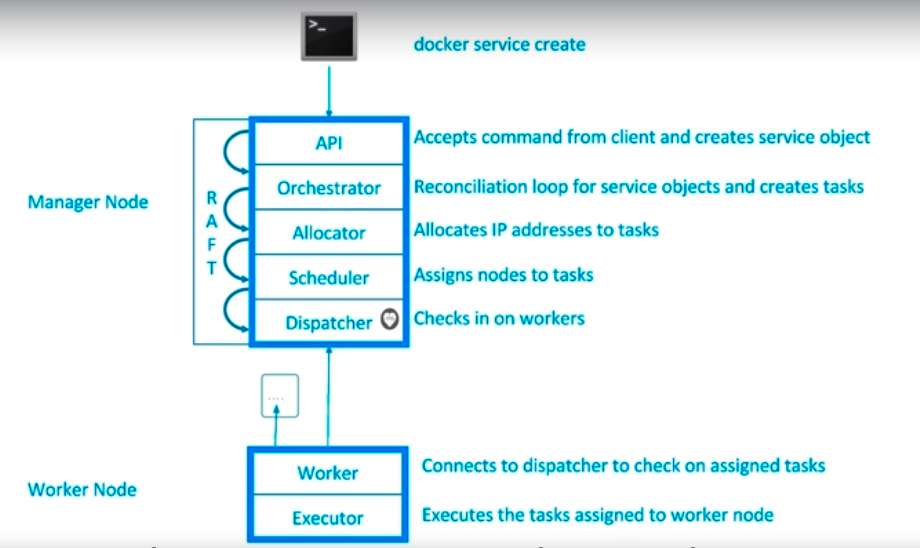 >_
docker service create
API
Accepts command from client and creates service object
Orchestrator
Reconciliation loop for service objects and creates tasks
Manager Node
R
A
F
T
Allocator
Allocates IP addresses to tasks
Scheduler
Assigns nodes to tasks
Dispatcher
Checks in on workers
....
Worker
Connects to dispatcher to check on assigned tasks
Worker Node
Executor
Executes the tasks assigned to worker node